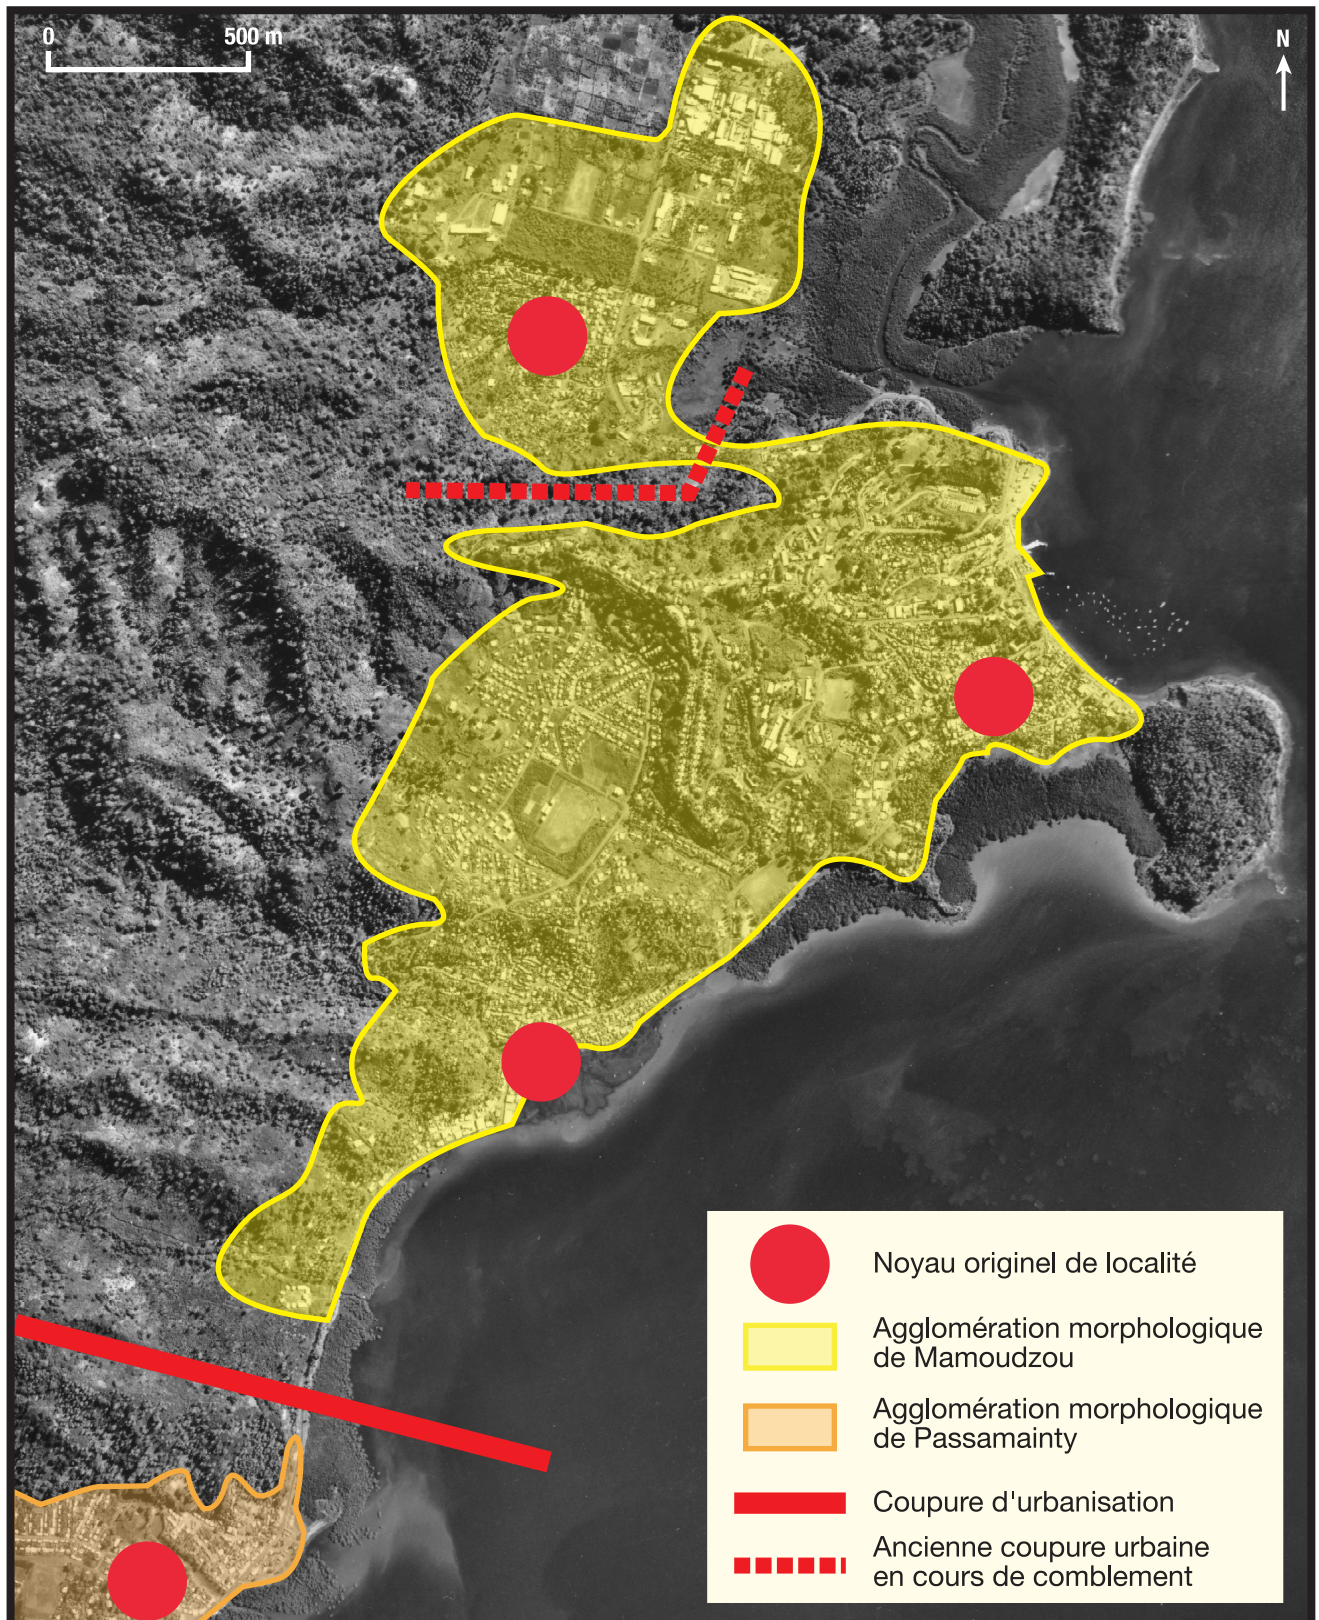 0 500 m
N
Noyau originel de localité
Agglomération morphologique
de Mamoudzou
Agglomération morphologique
de Passamainty
Coupure d'urbanisation
Ancienne coupure urbaine
en cours de comblement